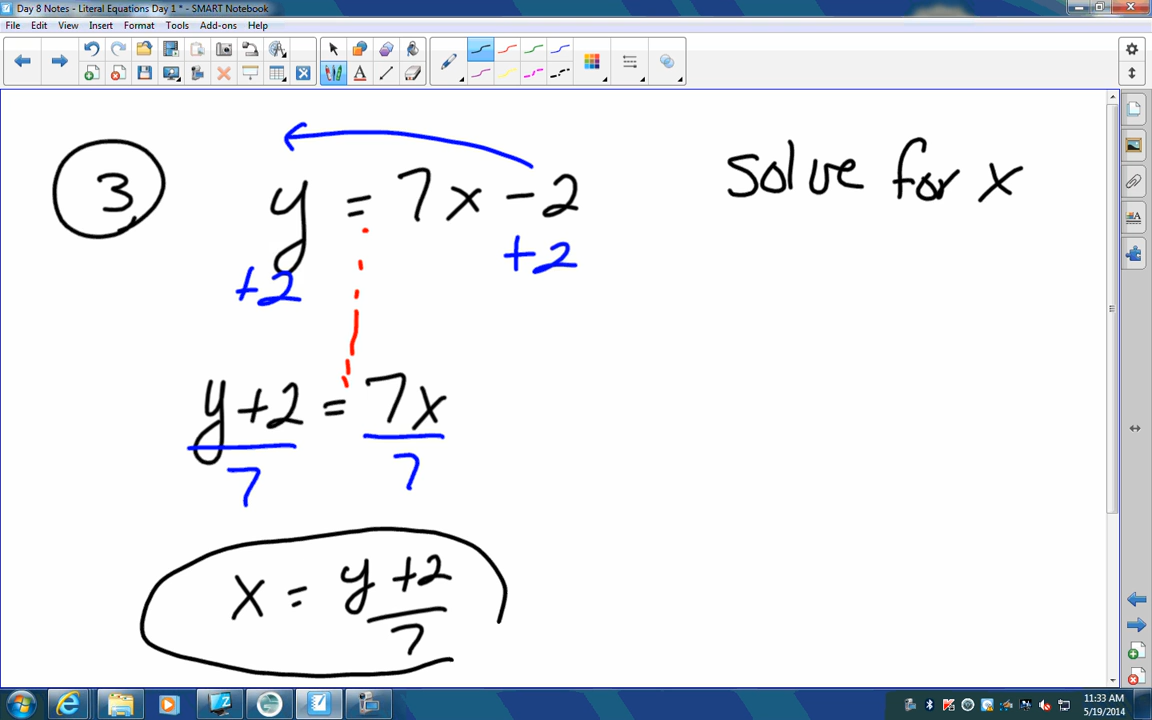 Day 8 Notes - Literal Equations Day 1 * - SMART Notebook
File Edit View Insert Format Tools Add-ons Help
3 y = 7x - 2 solve for x
+2 +2
y + 2 = 7x
7 7
x = y + 2
7
11:33 AM
5/19/2014